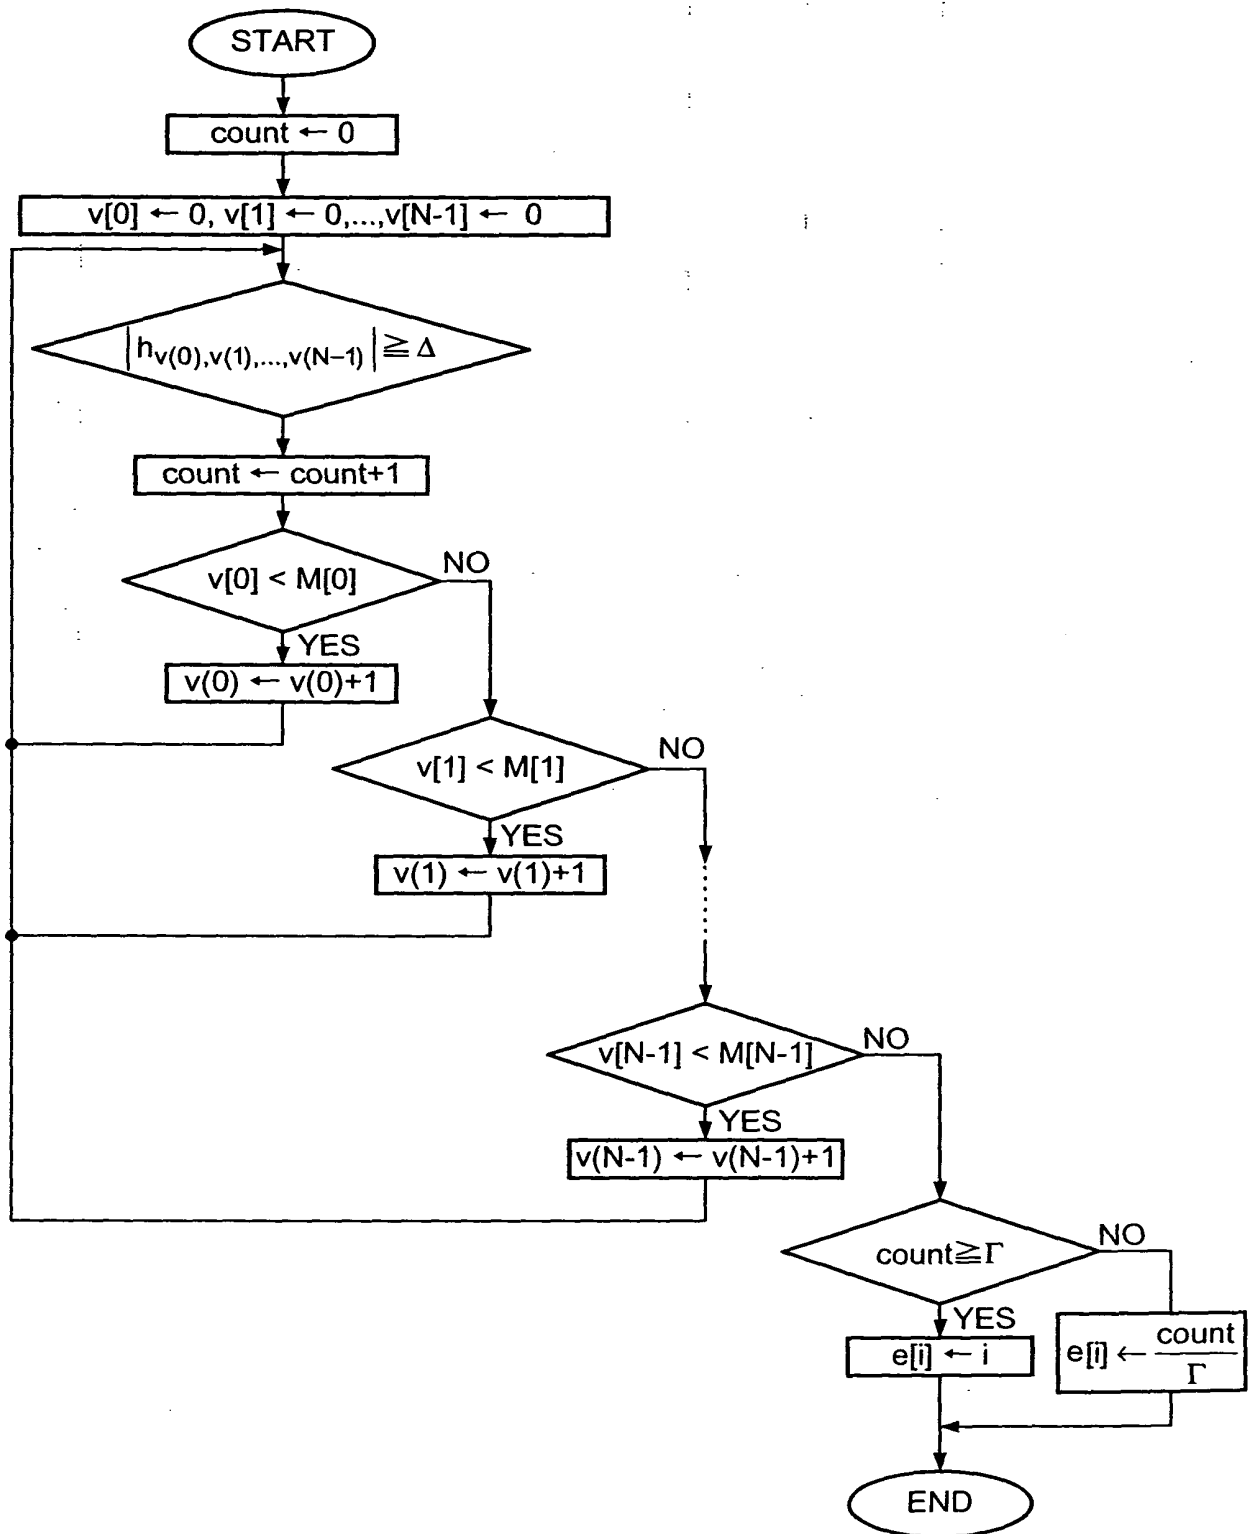 START
count ← 0
v[0] ← 0, v[1] ← 0,...,v[N-1] ← 0
|h_{v(0),v(1),...,v(N−1)}| ≧ Δ
count ← count+1
v[0] < M[0]
NO
YES
v(0) ← v(0)+1
v[1] < M[1]
NO
YES
v(1) ← v(1)+1
v[N-1] < M[N-1]
NO
YES
v(N-1) ← v(N-1)+1
count≧Γ
NO
YES
e[i] ← i
e[i] ← count/Γ
END